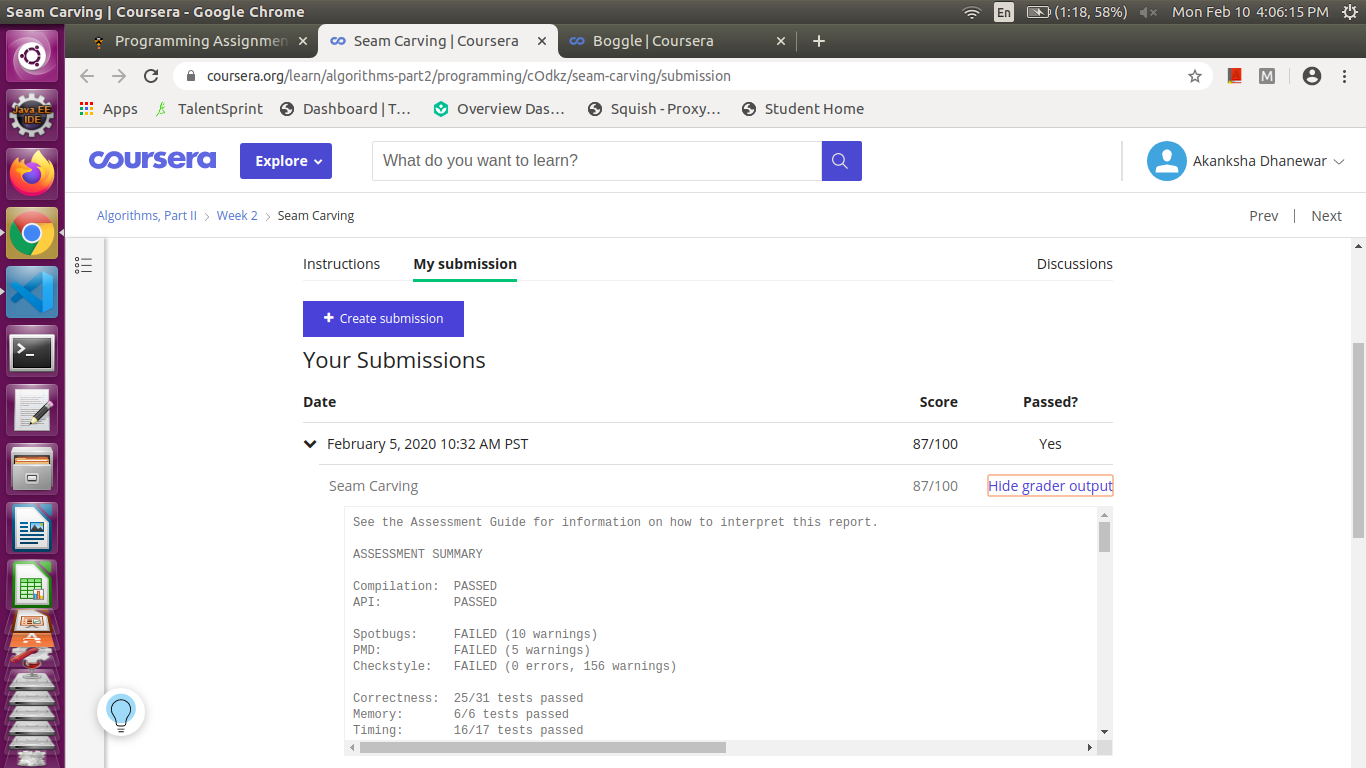 Seam Carving | Coursera - Google Chrome
En
(1:18, 58%)
Mon Feb 10 4:06:15 PM
Programming Assignmen
Seam Carving | Coursera
Boggle | Coursera
coursera.org/learn/algorithms-part2/programming/cOdkz/seam-carving/submission
M
Apps
TalentSprint
Dashboard | T...
Overview Das...
Squish - Proxy...
Student Home
Java EE
IDE
coursera
Explore
What do you want to learn?
Akanksha Dhanewar
Algorithms, Part II > Week 2 > Seam Carving
Prev | Next
Instructions
My submission
Discussions
+ Create submission
Your Submissions
Date Score Passed?
February 5, 2020 10:32 AM PST 87/100 Yes
Seam Carving 87/100 Hide grader output
See the Assessment Guide for information on how to interpret this report.
ASSESSMENT SUMMARY
Compilation: PASSED
API: PASSED
Spotbugs: FAILED (10 warnings)
PMD: FAILED (5 warnings)
Checkstyle: FAILED (0 errors, 156 warnings)
Correctness: 25/31 tests passed
Memory: 6/6 tests passed
Timing: 16/17 tests passed